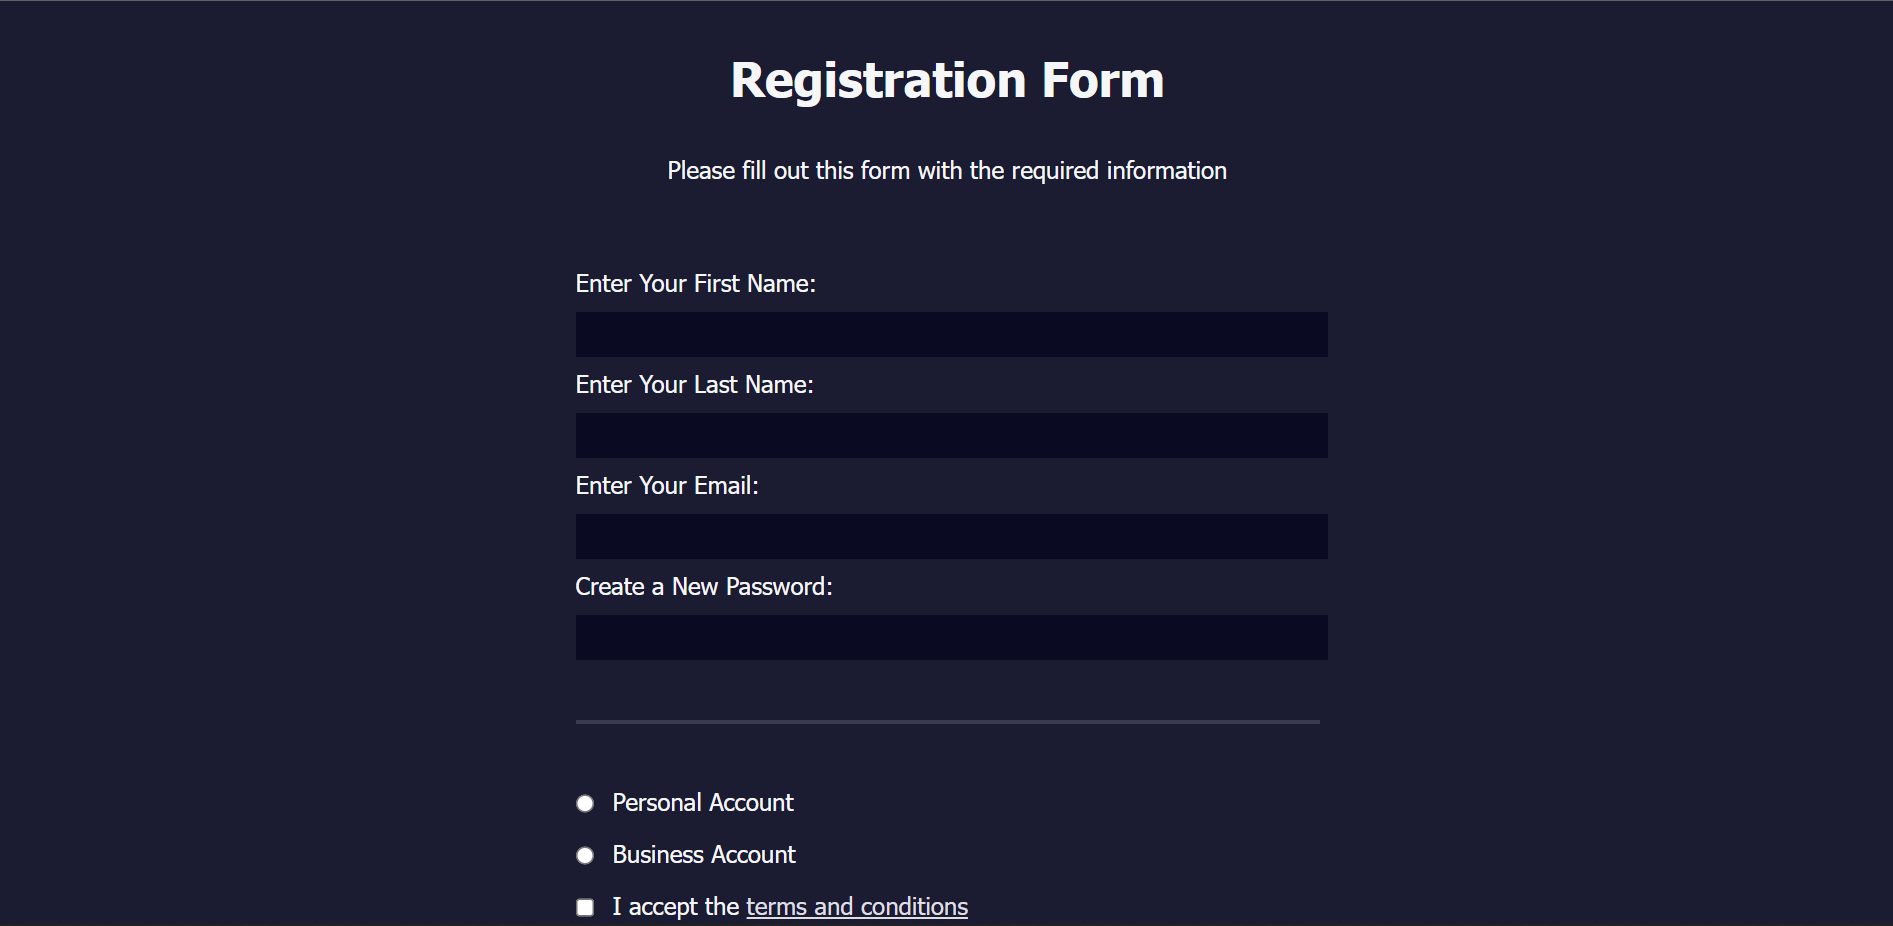 Registration Form
Please fill out this form with the required information
Enter Your First Name:
Enter Your Last Name:
Enter Your Email:
Create a New Password:
Personal Account
Business Account
I accept the terms and conditions